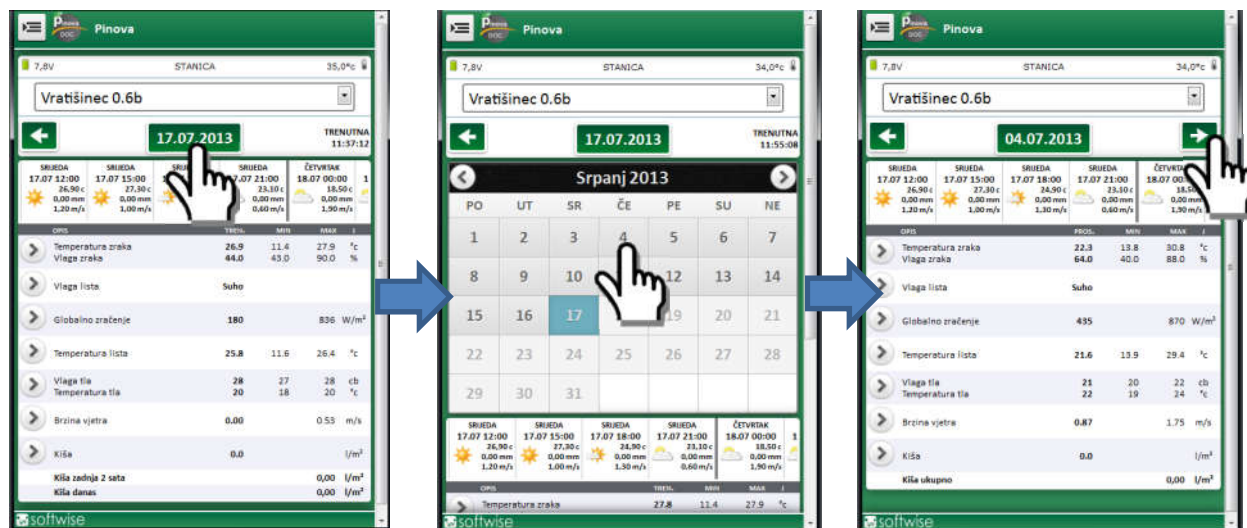 Pinova DOC Pinova
7,8V STANICA 35,0°c
Vratišinec 0.6b
17.07.2013 TRENUTNA
11:37:12
SRIJEDA SRIJEDA SRIJEDA ČETVRTAK
17.07 12:00 17.07 15:00 17.07 21:00 18.07 00:00 1
26,90 c 27,30 c 23,10 c 18,50 c
0,00 mm 0,00 mm 0,00 mm 0,00 mm
1,20 m/s 1,00 m/s 0,60 m/s 1,90 m/s
OPIS TREN. MIN MAX J
Temperatura zraka 26.9 11.4 27.9 °c
Vlaga zraka 44.0 43.0 90.0 %
Vlaga lista Suho
Globalno zračenje 180 836 W/m²
Temperatura lista 25.8 11.6 26.4 °c
Vlaga tla 28 27 28 cb
Temperatura tla 20 18 20 °c
Brzina vjetra 0.00 0.53 m/s
Kiša 0.0 l/m²
Kiša zadnja 2 sata 0,00 l/m²
Kiša danas 0,00 l/m²
softwise
Pinova DOC Pinova
7,8V STANICA 34,0°c
Vratišinec 0.6b
17.07.2013 TRENUTNA
11:55:08
Srpanj 2013
PO UT SR ČE PE SU NE
1 2 3 4 5 6 7
8 9 10 12 13 14
15 16 17 19 20 21
22 23 24 25 26 27 28
29 30 31
SRIJEDA SRIJEDA SRIJEDA SRIJEDA ČETVRTAK
17.07 12:00 17.07 15:00 17.07 18:00 17.07 21:00 18.07 00:00 1
26,90 c 27,30 c 24,90 c 23,10 c 18,50 c
0,00 mm 0,00 mm 0,00 mm 0,00 mm 0,00 mm
1,20 m/s 1,00 m/s 1,30 m/s 0,60 m/s 1,90 m/s
OPIS TREN. MIN MAX J
Temperatura zraka 27.8 11.4 27.9 °c
softwise
Pinova DOC Pinova
7,8V STANICA 34,0°c
Vratišinec 0.6b
04.07.2013
SRIJEDA SRIJEDA SRIJEDA SRIJEDA ČETVRTAK
17.07 12:00 17.07 15:00 17.07 18:00 17.07 21:00 18.07
26,90 c 27,30 c 24,90 c 23,10 c
0,00 mm 0,00 mm 0,00 mm 0,00 mm 0,00 mm
1,20 m/s 1,00 m/s 1,30 m/s 0,60 m/s 1,90 m/s
OPIS PROS. MIN MAX J
Temperatura zraka 22.3 13.8 30.8 °c
Vlaga zraka 64.0 40.0 88.0 %
Vlaga lista Suho
Globalno zračenje 435 870 W/m²
Temperatura lista 21.6 13.9 29.4 °c
Vlaga tla 21 20 22 cb
Temperatura tla 22 19 24 °c
Brzina vjetra 0.87 1.75 m/s
Kiša 0.0 l/m²
Kiša ukupno 0,00 l/m²
softwise